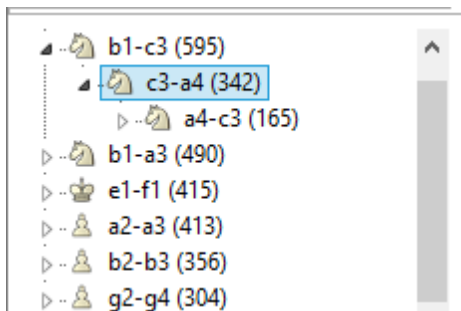 b1-c3 (595)
c3-a4 (342)
a4-c3 (165)
b1-a3 (490)
e1-f1 (415)
a2-a3 (413)
b2-b3 (356)
g2-g4 (304)